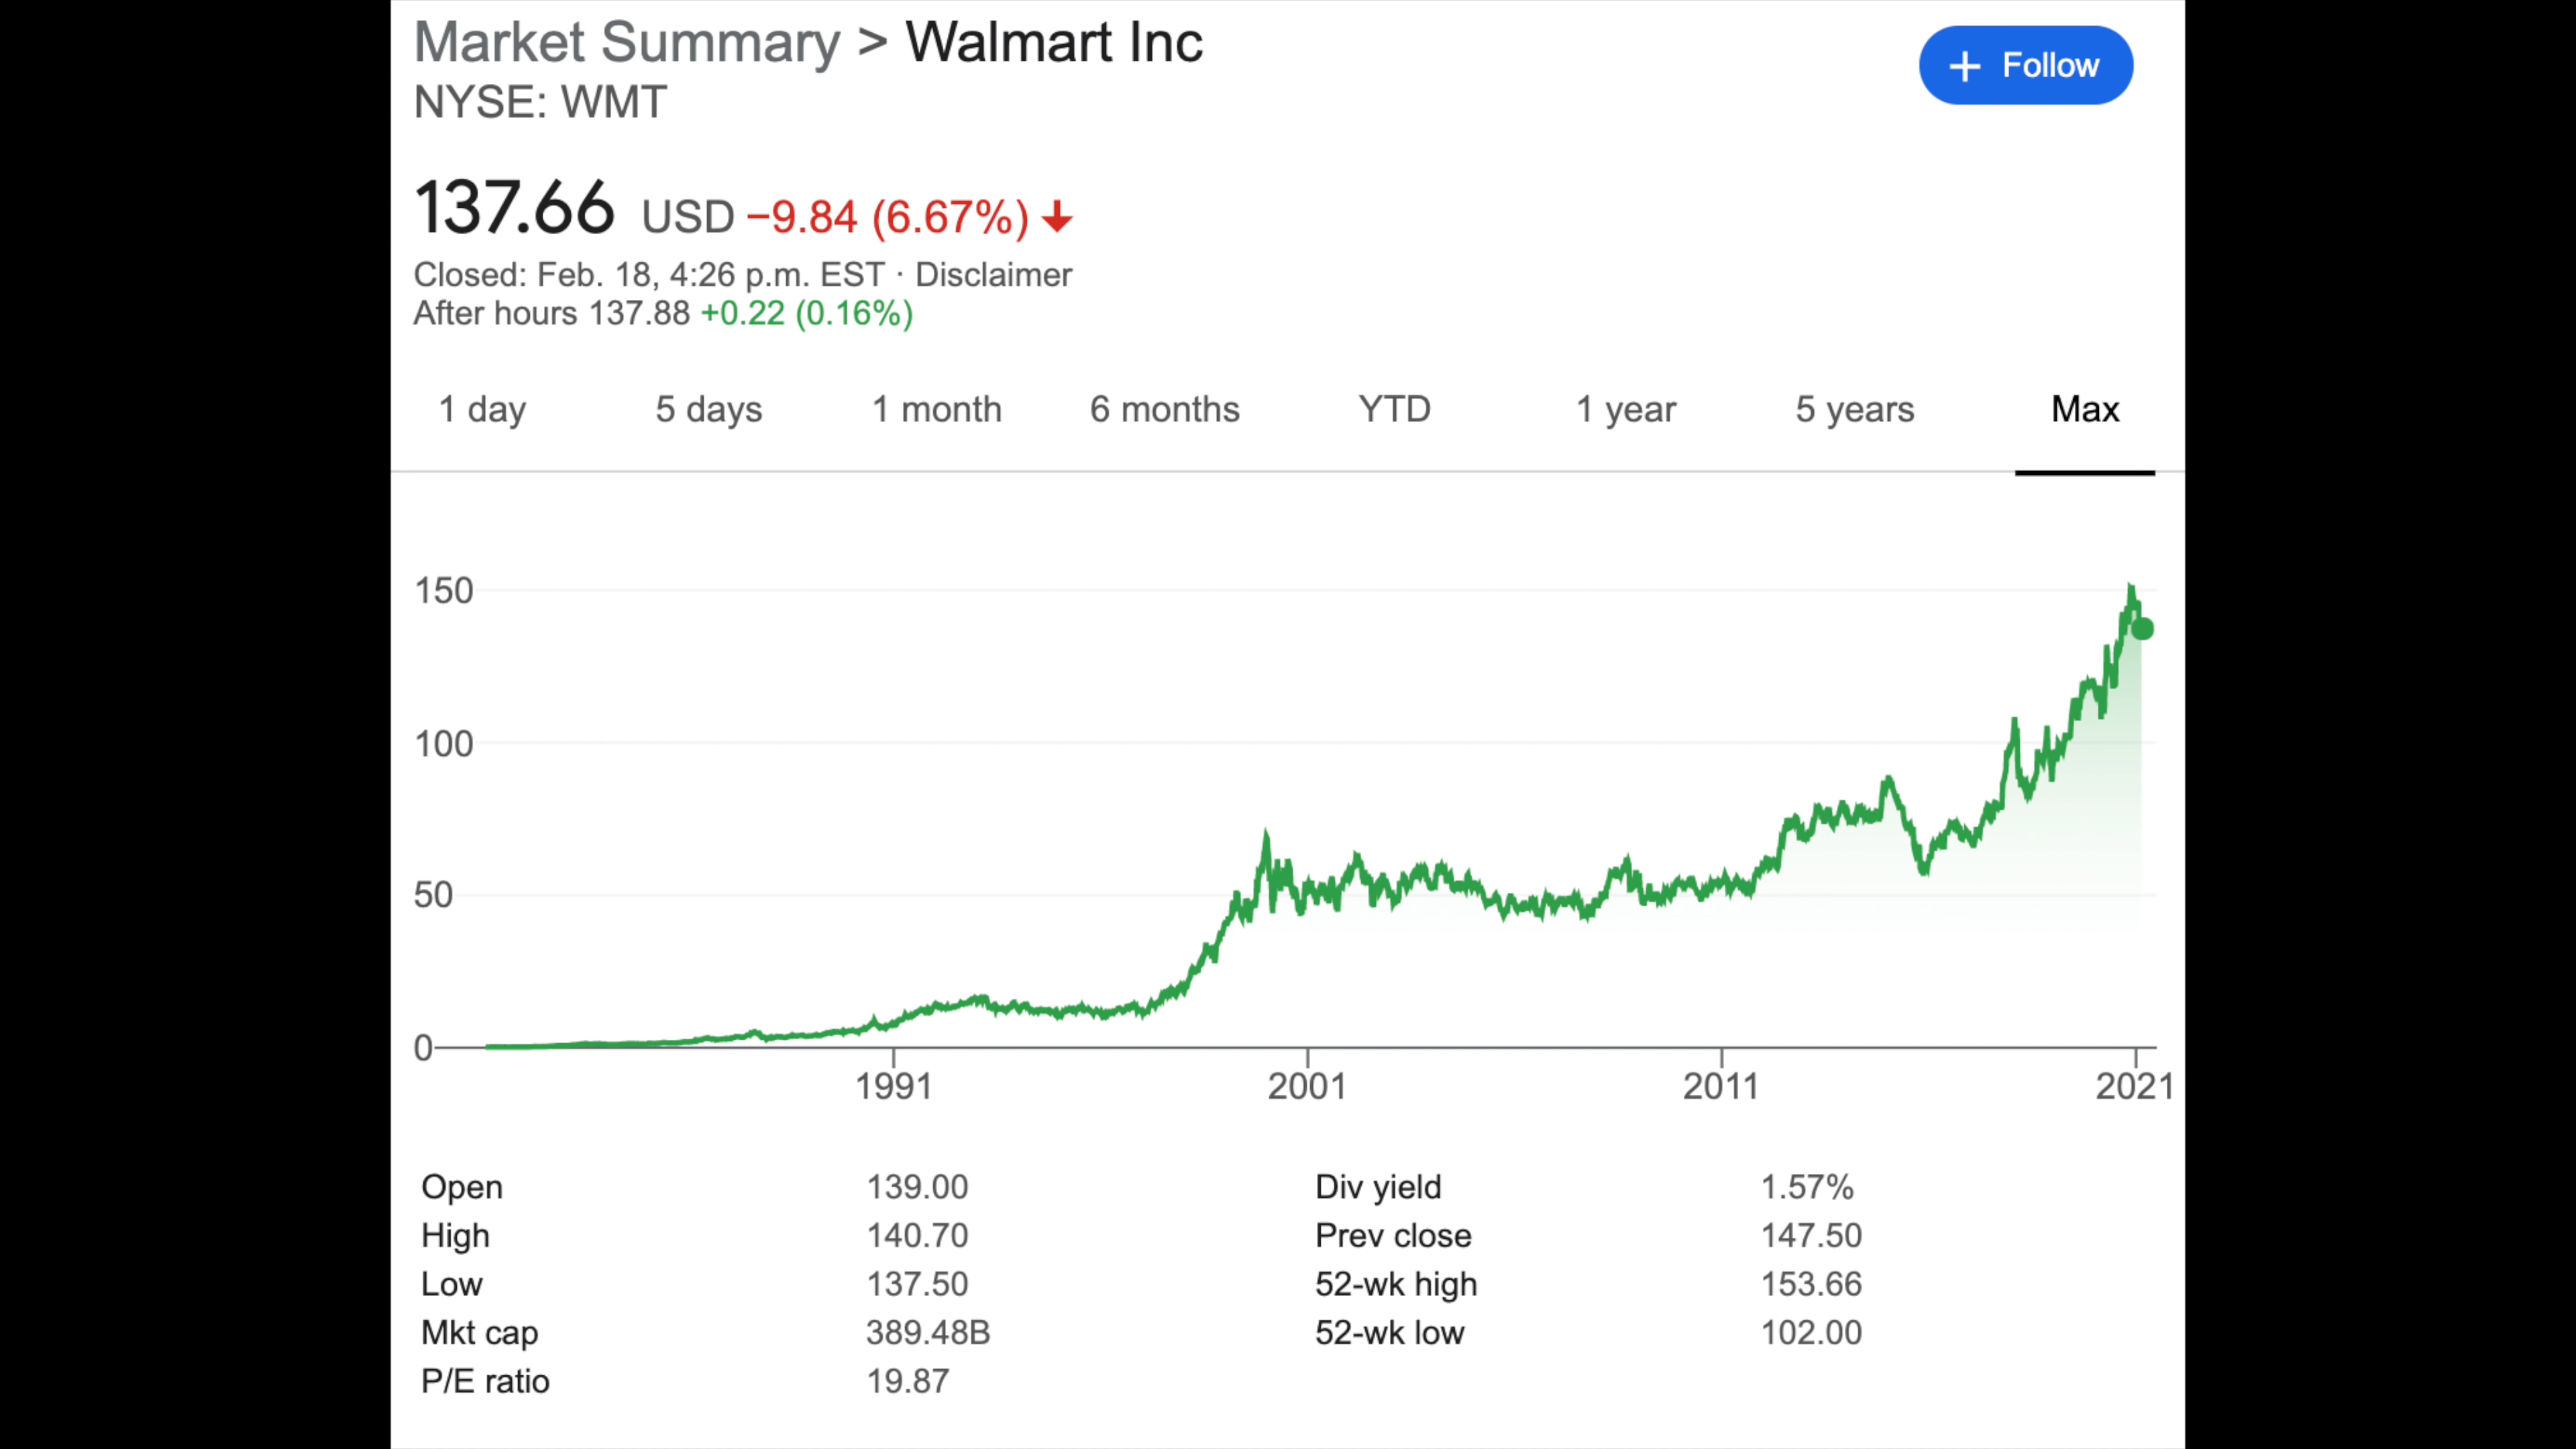 Market Summary > Walmart Inc
+ Follow
NYSE: WMT
137.66 USD −9.84 (6.67%)
Closed: Feb. 18, 4:26 p.m. EST · Disclaimer
After hours 137.88 +0.22 (0.16%)
1 day 5 days 1 month 6 months YTD 1 year 5 years Max
150
100
50
0
1991 2001 2011 2021
Open 139.00 Div yield 1.57%
High 140.70 Prev close 147.50
Low 137.50 52-wk high 153.66
Mkt cap 389.48B 52-wk low 102.00
P/E ratio 19.87